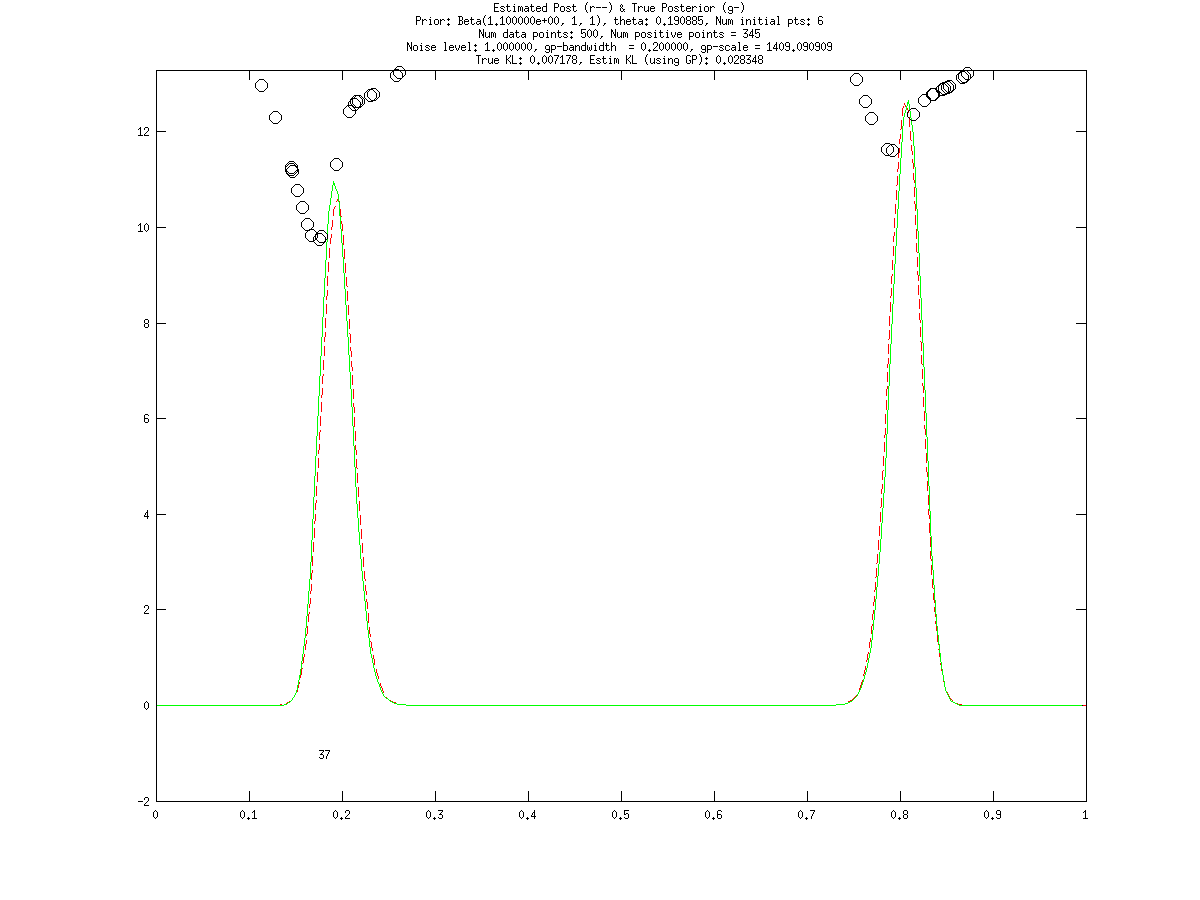 Estimated Post (r--) & True Posterior (g-)
Prior: Beta(1.100000e+00, 1, 1), theta: 0.190885, Num initial pts: 6
Num data points: 500, Num positive points = 345
Noise level: 1.000000, gp-bandwidth  = 0.200000, gp-scale = 1409.090909
True KL: 0.007178, Estim KL (using GP): 0.028348
12
10
8
6
4
2
0
37
-2
0 0.1 0.2 0.3 0.4 0.5 0.6 0.7 0.8 0.9 1